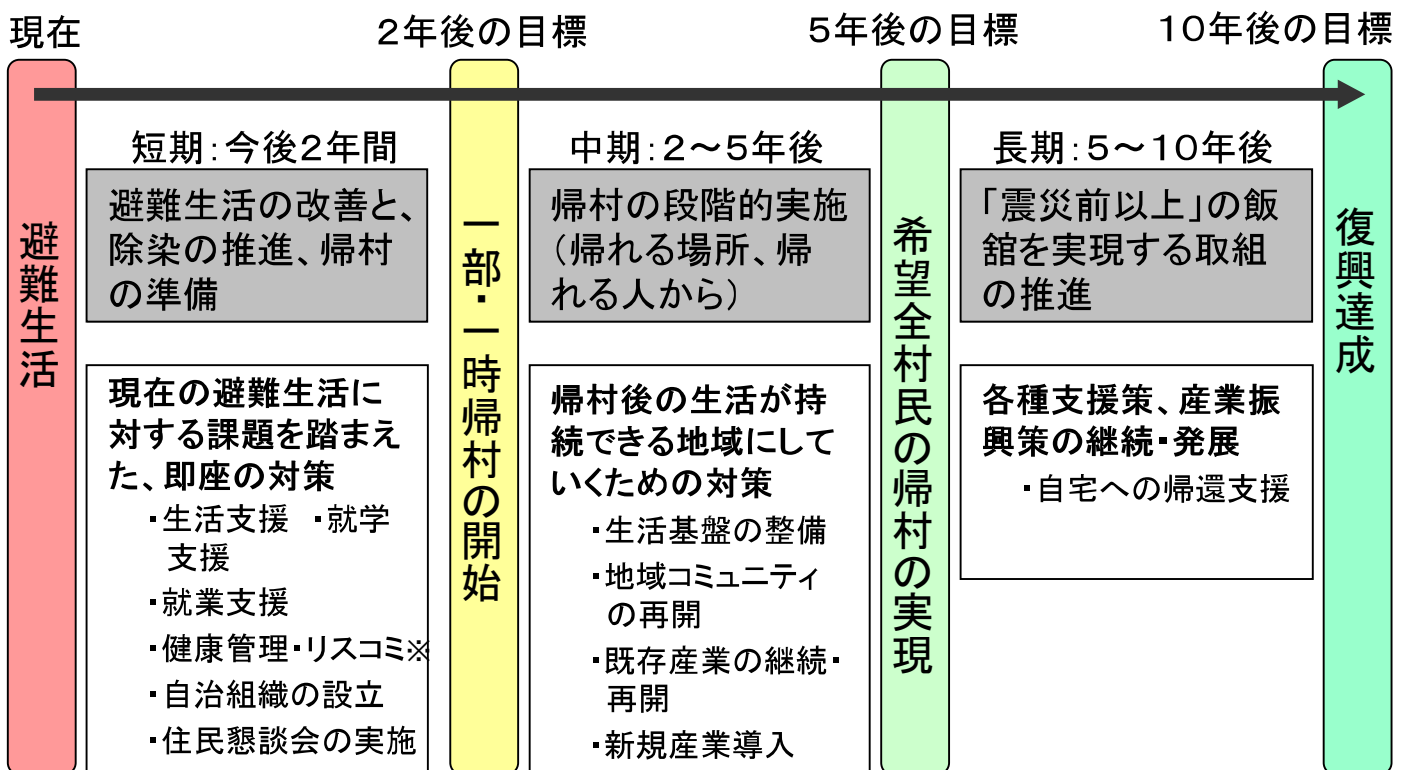 現在
2年後の目標
5年後の目標
10年後の目標
避難生活
短期：今後2年間
避難生活の改善と、
除染の推進、帰村
の準備
現在の避難生活に
対する課題を踏まえ
た、即座の対策
・生活支援　・就学
支援
・就業支援
・健康管理・リスコミ※
・自治組織の設立
・住民懇談会の実施
一部・一時帰村の開始
中期：2～5年後
帰村の段階的実施
（帰れる場所、帰
れる人から）
帰村後の生活が持
続できる地域にして
いくための対策
・生活基盤の整備
・地域コミュニティ
の再開
・既存産業の継続・
再開
・新規産業導入
希望全村民の帰村の実現
長期：5～10年後
「震災前以上」の飯
舘を実現する取組
の推進
各種支援策、産業振
興策の継続・発展
・自宅への帰還支援
復興達成